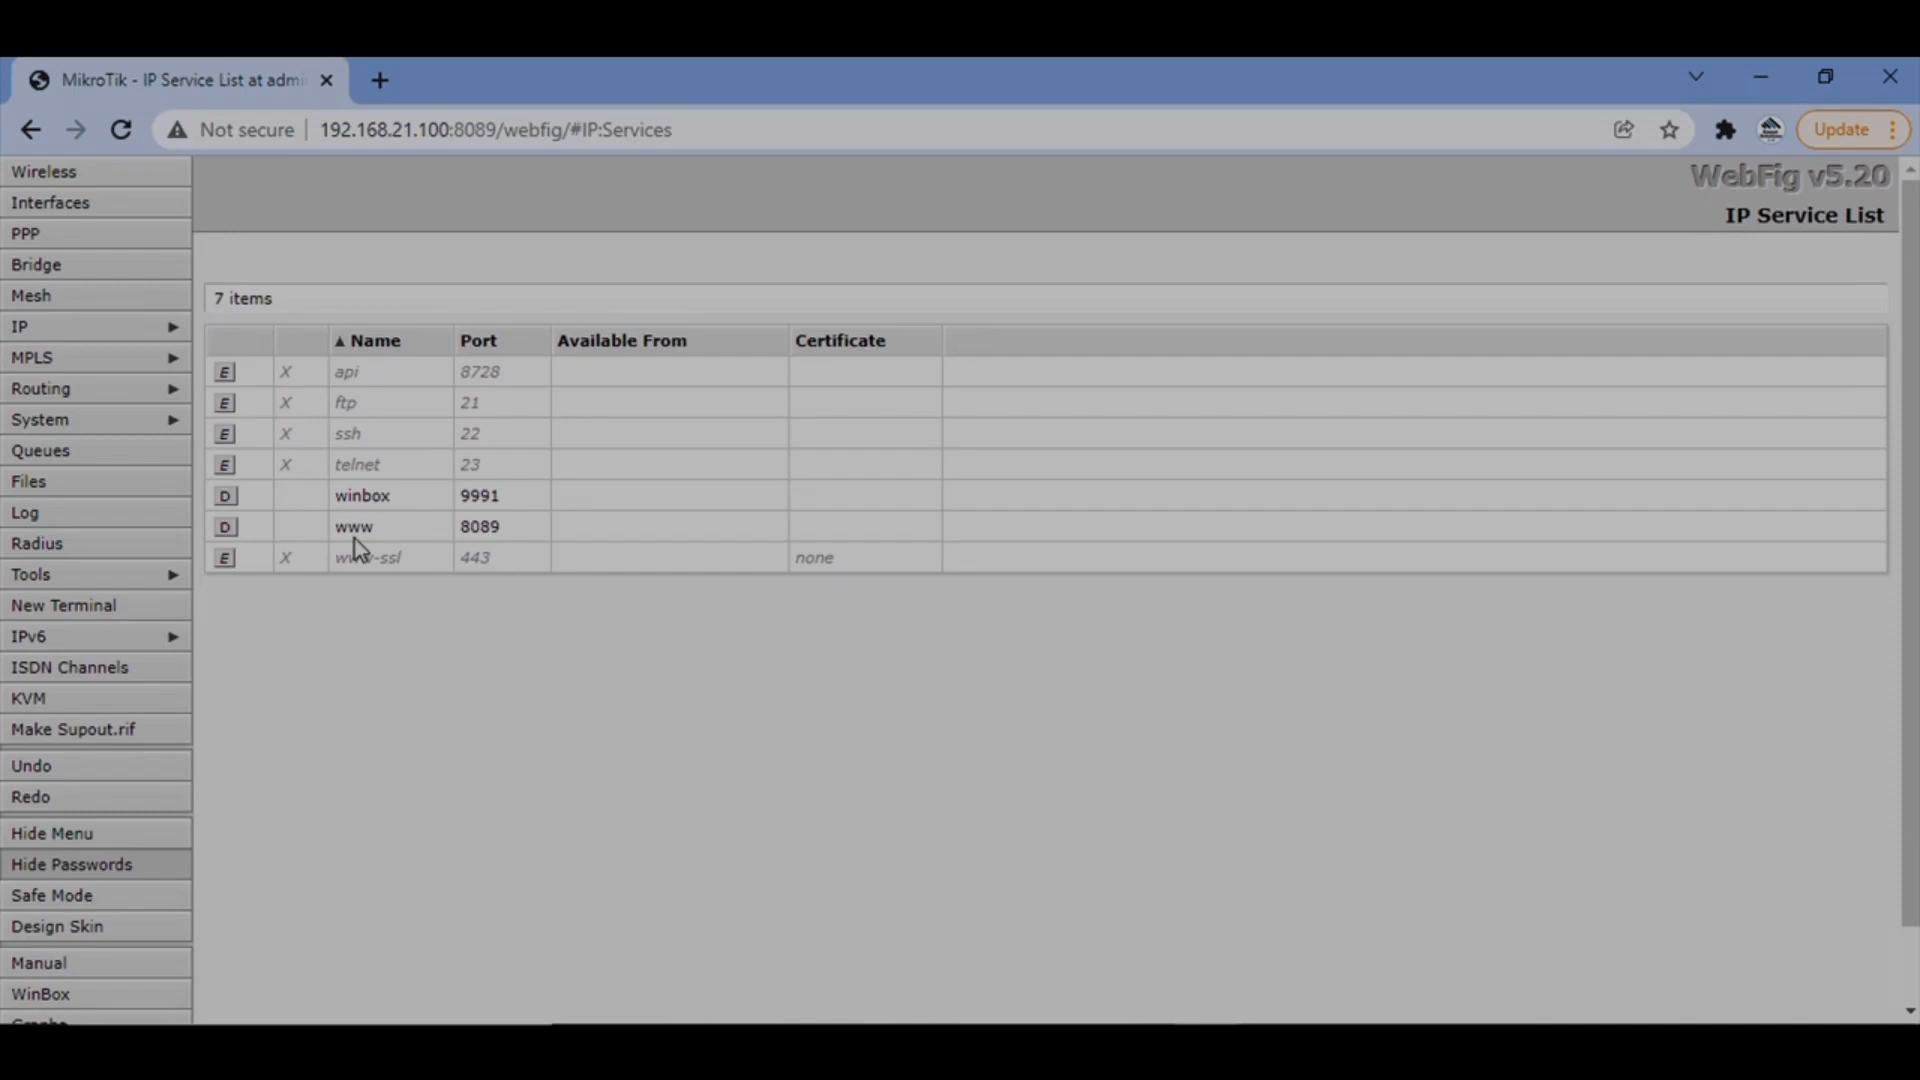 MikroTik - IP Service List at admi
Not secure
192.168.21.100:8089/webfig/#IP:Services
Update
WebFig v5.20
IP Service List
Wireless
Interfaces
PPP
Bridge
Mesh
IP
MPLS
Routing
System
Queues
Files
Log
Radius
Tools
New Terminal
IPv6
ISDN Channels
KVM
Make Supout.rif
Undo
Redo
Hide Menu
Hide Passwords
Safe Mode
Design Skin
Manual
WinBox
7 items
▲ Name Port Available From Certificate
E X api 8728
E X ftp 21
E X ssh 22
E X telnet 23
D winbox 9991
D www 8089
E X www-ssl 443 none